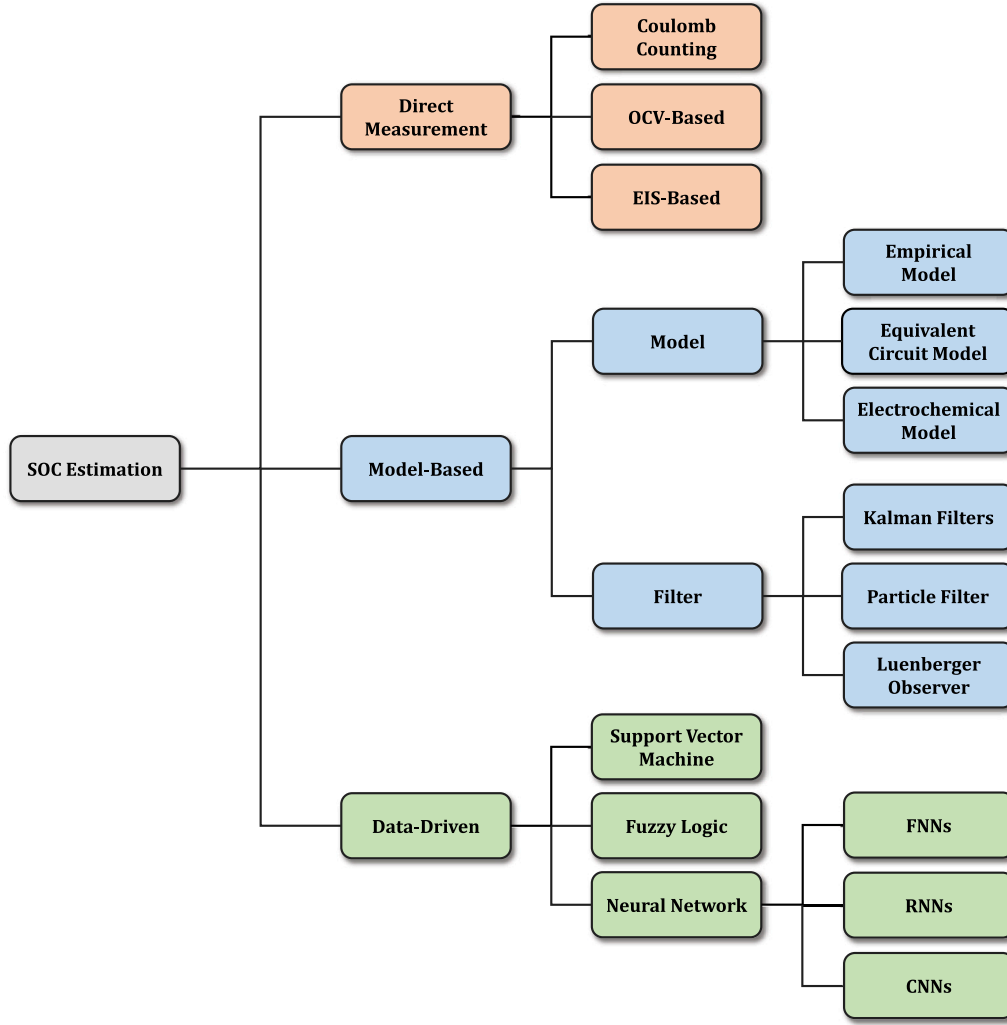 Coulomb
Counting
Direct
Measurement
OCV-Based
EIS-Based
Empirical
Model
Model
Equivalent
Circuit Model
Electrochemical
Model
SOC Estimation
Model-Based
Kalman Filters
Filter
Particle Filter
Luenberger
Observer
Support Vector
Machine
Data-Driven
Fuzzy Logic
FNNs
Neural Network
RNNs
CNNs